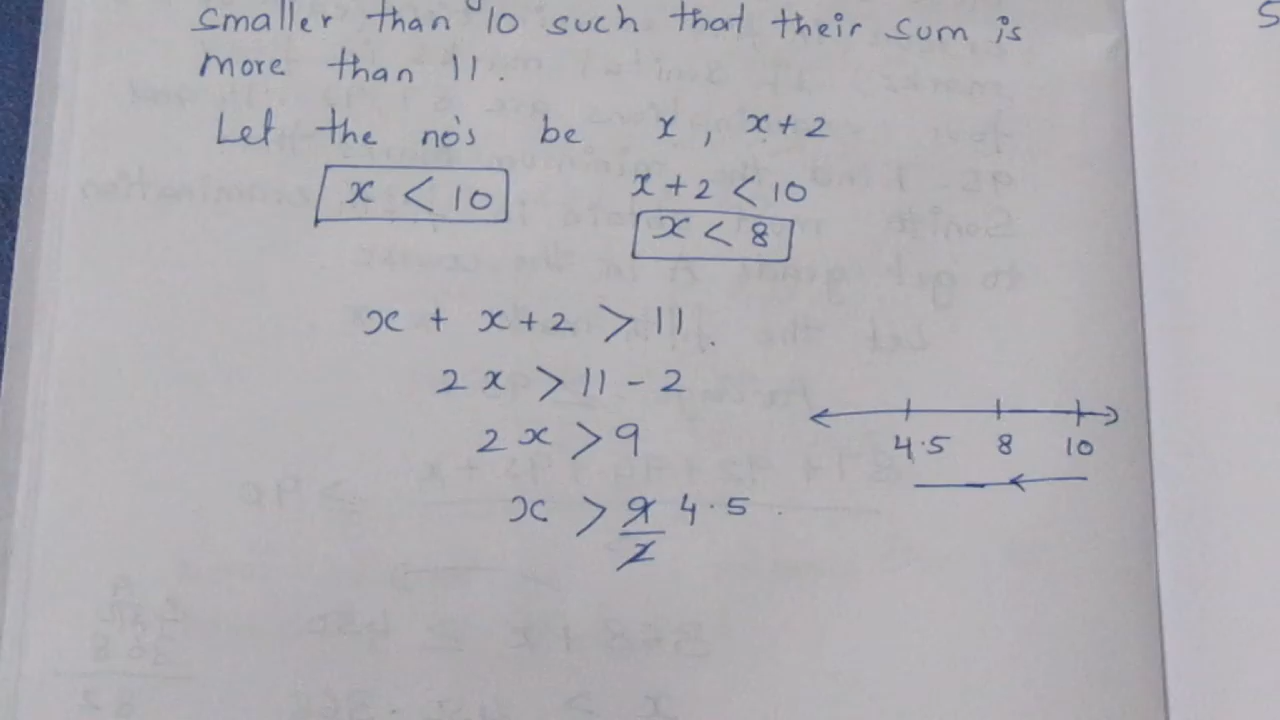 smaller than 10 such that their sum is
more than 11.
Let the no's be x , x + 2
x < 10 x + 2 < 10
x < 8
x + x + 2 > 11
2x > 11 - 2
2x > 9
x > 9/2 4.5
4.5 8 10
5